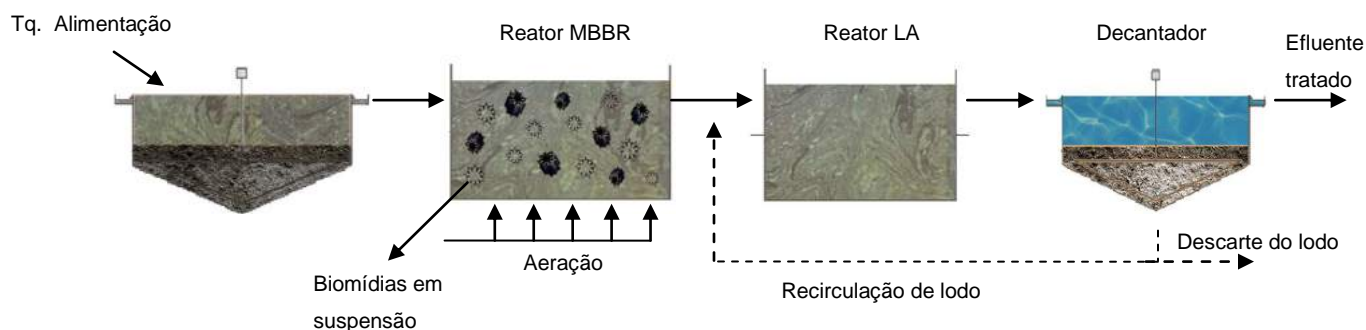 Tq. Alimentação
Reator MBBR
Reator LA
Decantador
Efluente
tratado
Aeração
Biomídias em
suspensão
Descarte do lodo
Recirculação de lodo